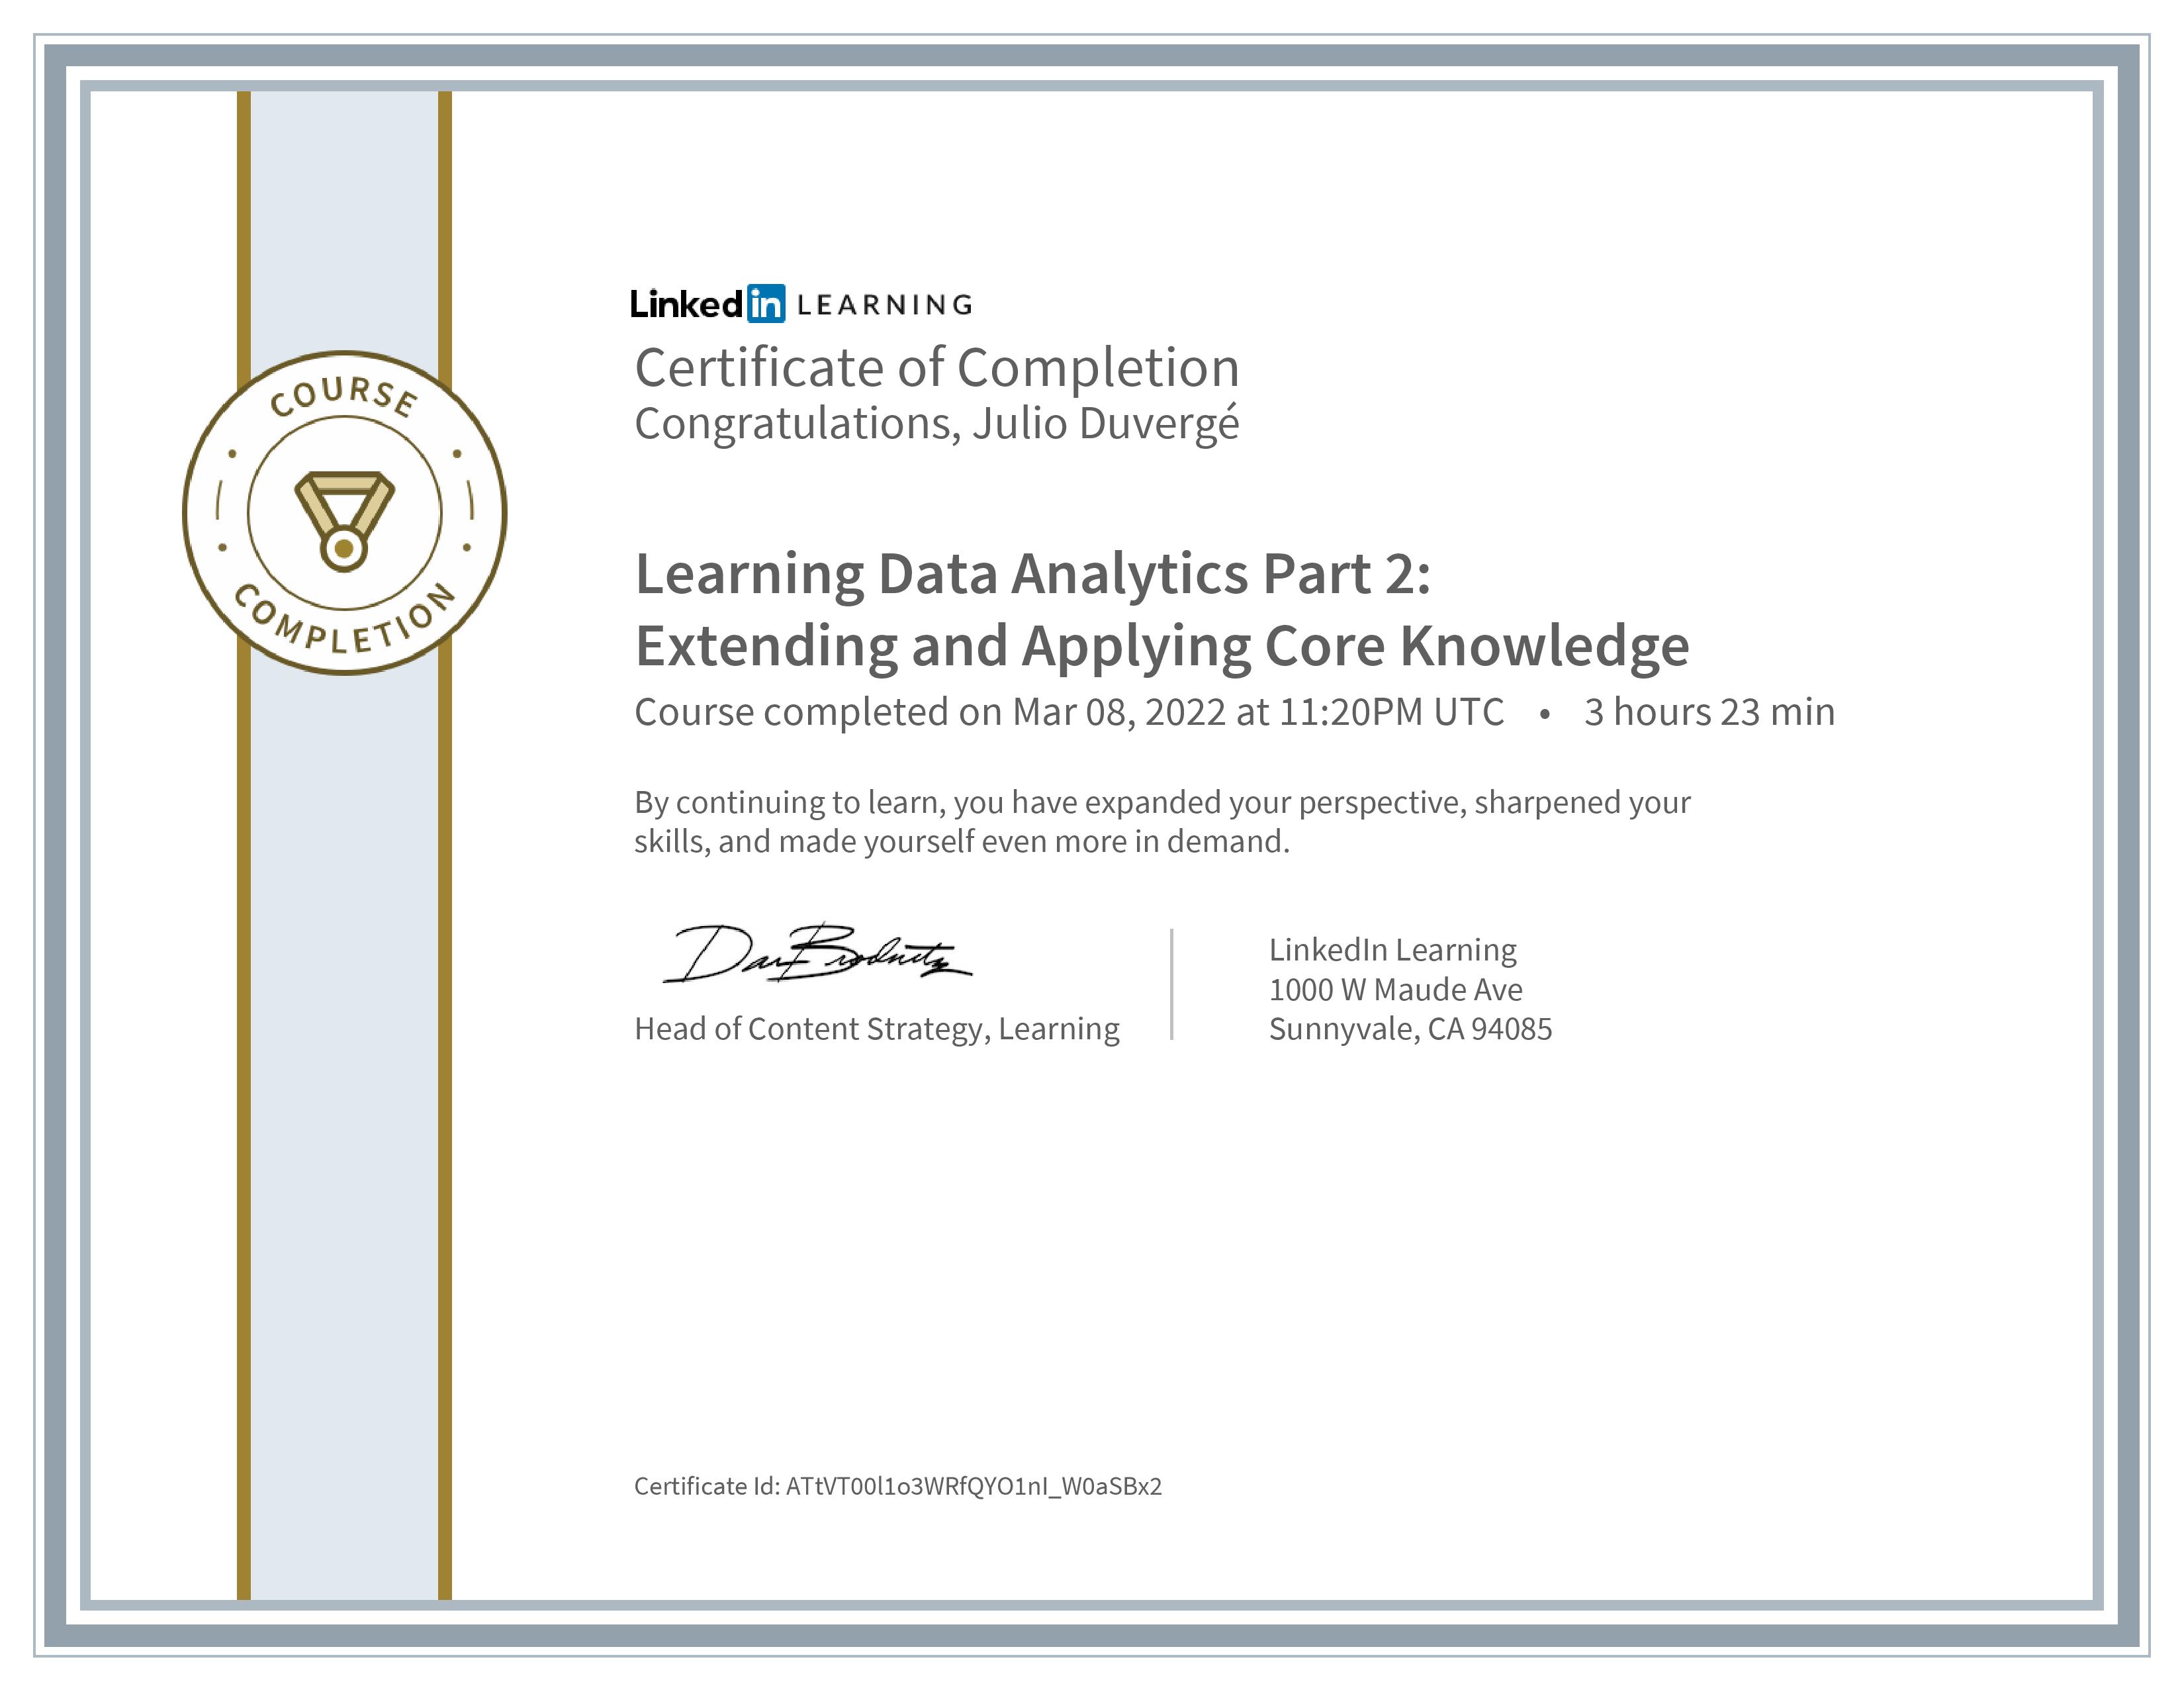 COURSE
COMPLETION
Linkedin LEARNING
Certificate of Completion
Congratulations, Julio Duvergé
Learning Data Analytics Part 2:
Extending and Applying Core Knowledge
Course completed on Mar 08, 2022 at 11:20PM UTC • 3 hours 23 min
By continuing to learn, you have expanded your perspective, sharpened your
skills, and made yourself even more in demand.
Dan Brodnitz
Head of Content Strategy, Learning
LinkedIn Learning
1000 W Maude Ave
Sunnyvale, CA 94085
Certificate Id: ATtVT00l1o3WRfQYO1nI_W0aSBx2